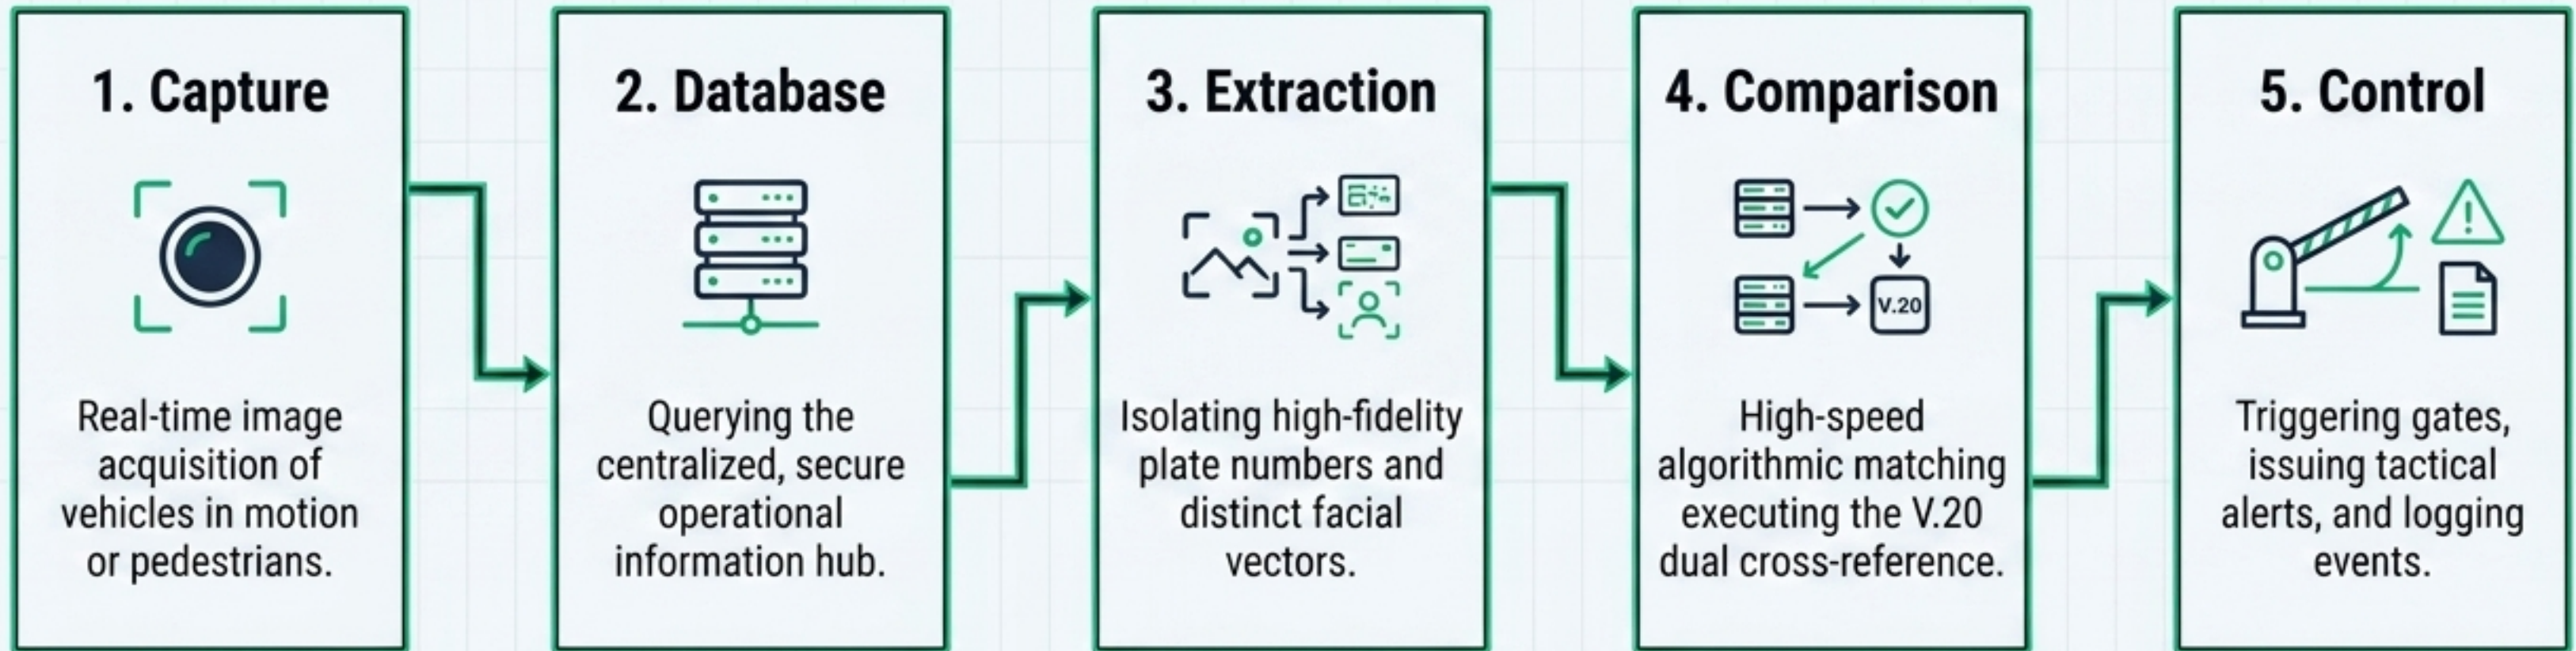 1. Capture
Real-time image
acquisition of
vehicles in motion
or pedestrians.
2. Database
Querying the
centralized, secure
operational
information hub.
3. Extraction
Isolating high-fidelity
plate numbers and
distinct facial
vectors.
4. Comparison
V.20
High-speed
algorithmic matching
executing the V.20
dual cross-reference.
5. Control
Triggering gates,
issuing tactical
alerts, and logging
events.